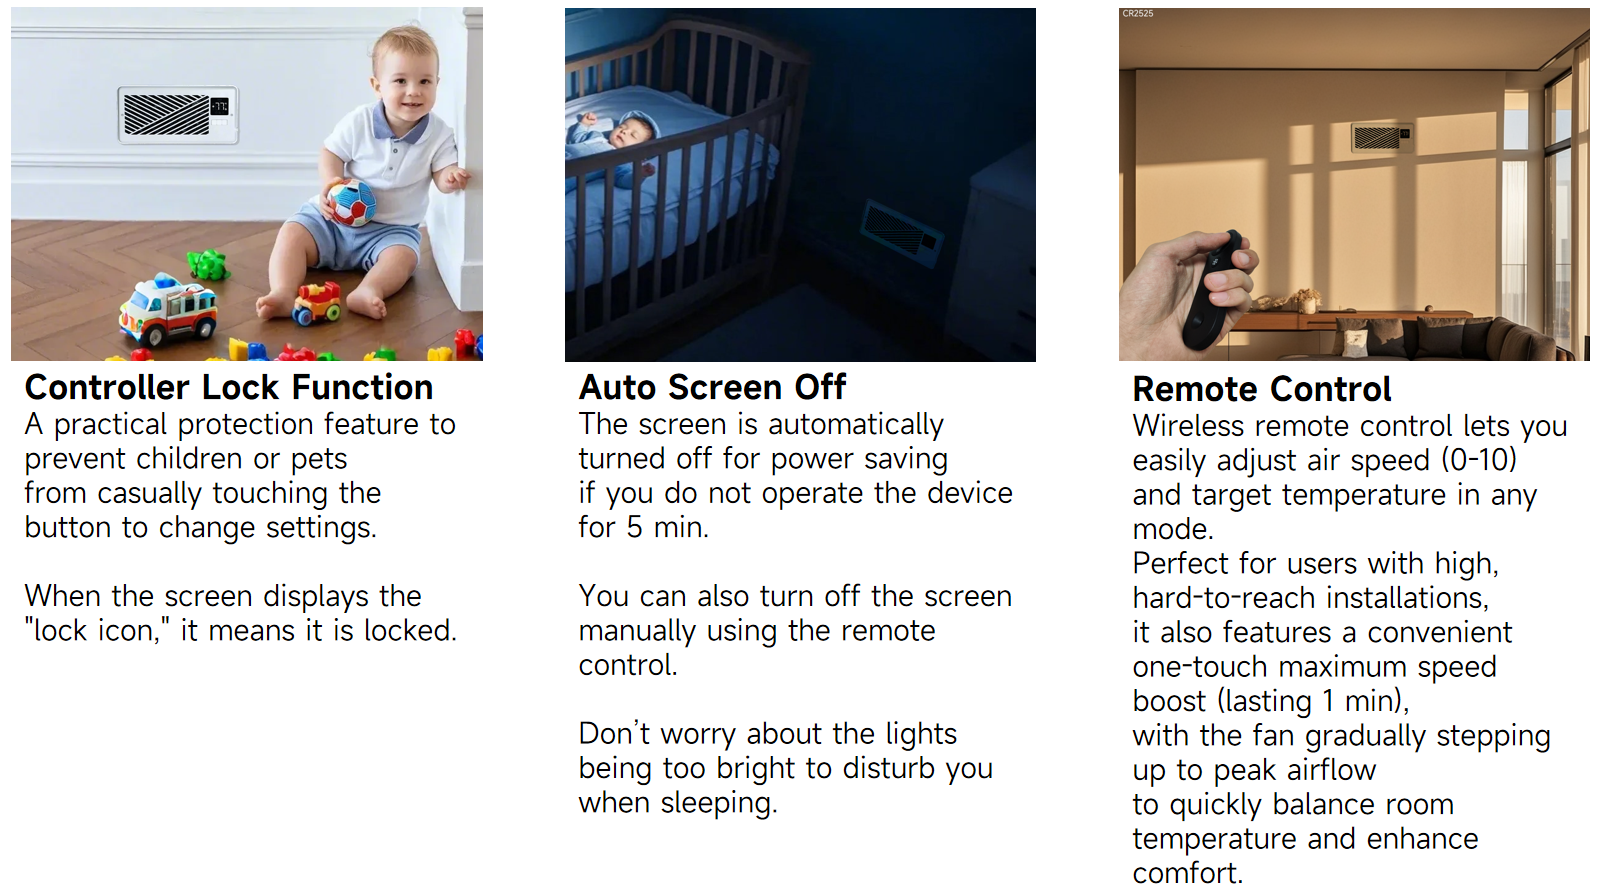 CR2525
77
Controller Lock Function
A practical protection feature to
prevent children or pets
from casually touching the
button to change settings.
When the screen displays the
"lock icon," it means it is locked.
Auto Screen Off
The screen is automatically
turned off for power saving
if you do not operate the device
for 5 min.
You can also turn off the screen
manually using the remote
control.
Don’t worry about the lights
being too bright to disturb you
when sleeping.
Remote Control
Wireless remote control lets you
easily adjust air speed (0-10)
and target temperature in any
mode.
Perfect for users with high,
hard-to-reach installations,
it also features a convenient
one-touch maximum speed
boost (lasting 1 min),
with the fan gradually stepping
up to peak airflow
to quickly balance room
temperature and enhance
comfort.